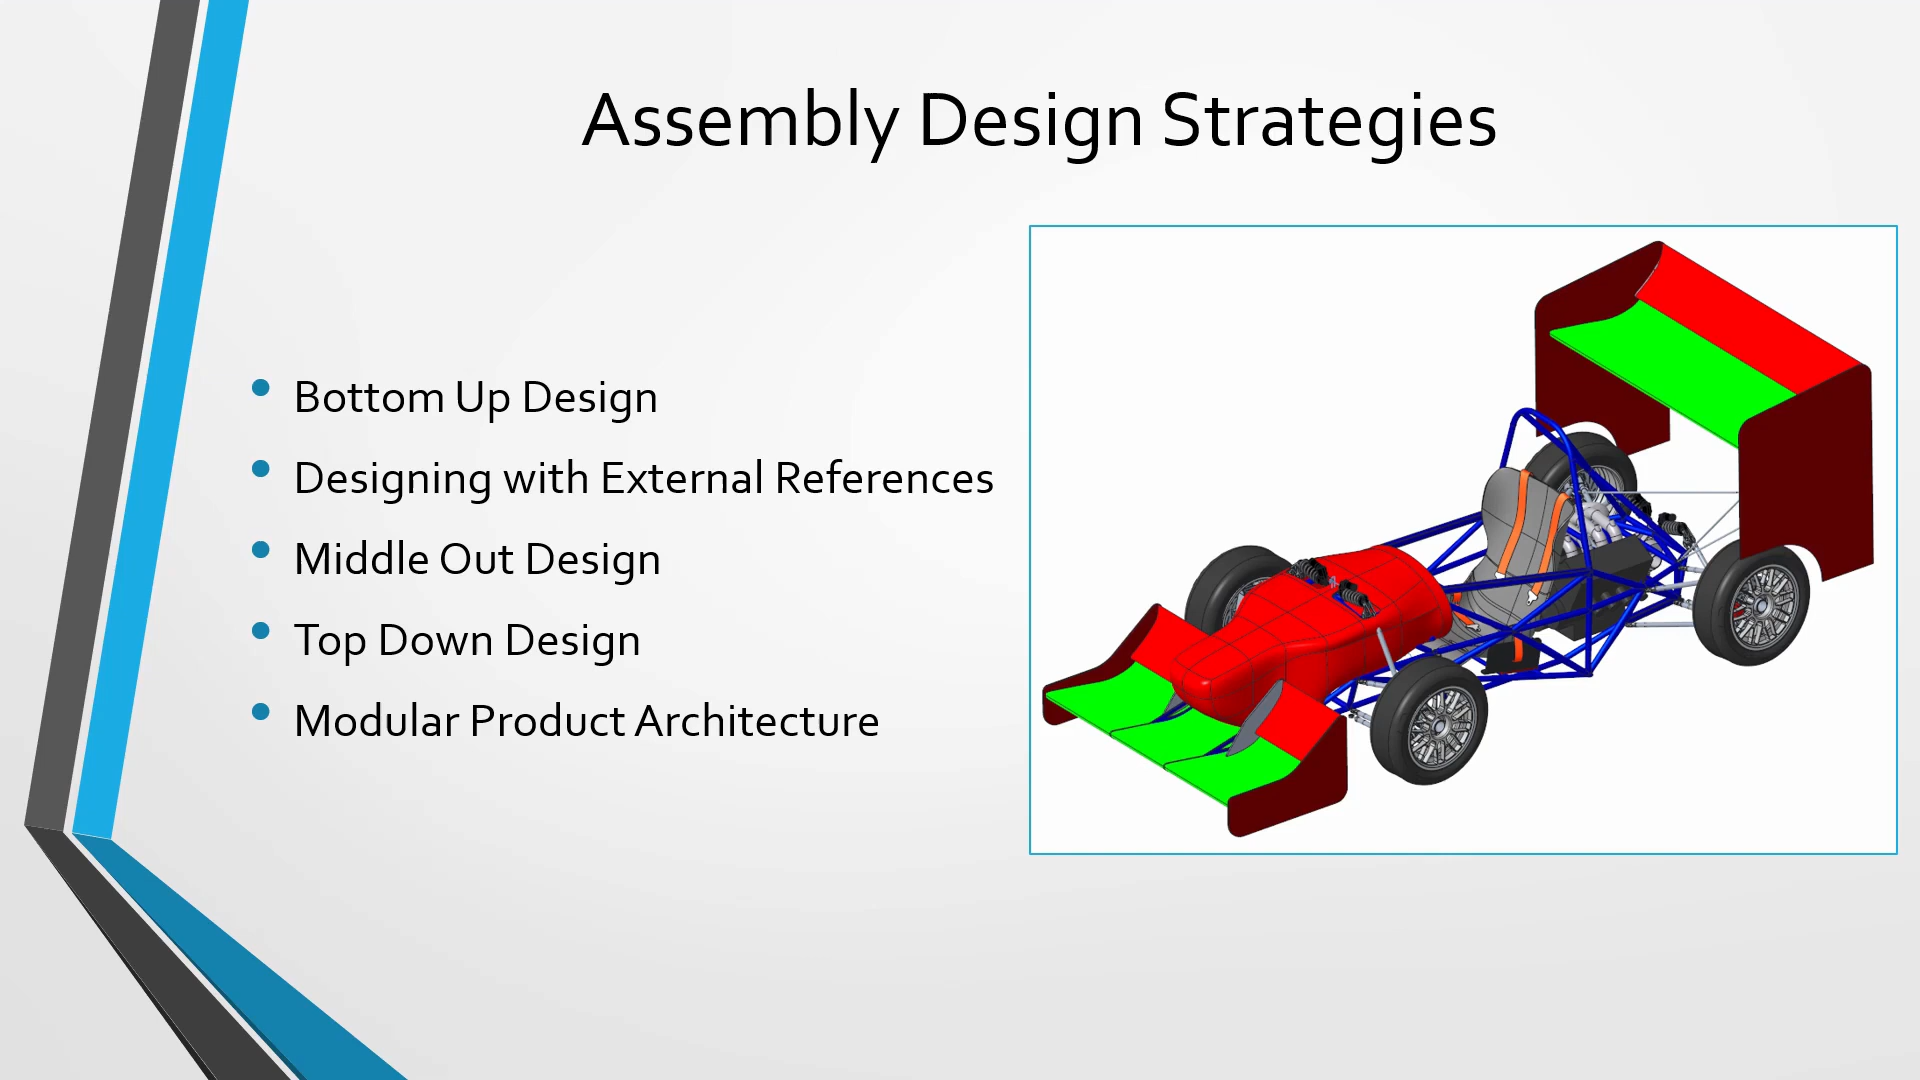 Assembly Design Strategies
Bottom Up Design
Designing with External References
Middle Out Design
Top Down Design
Modular Product Architecture